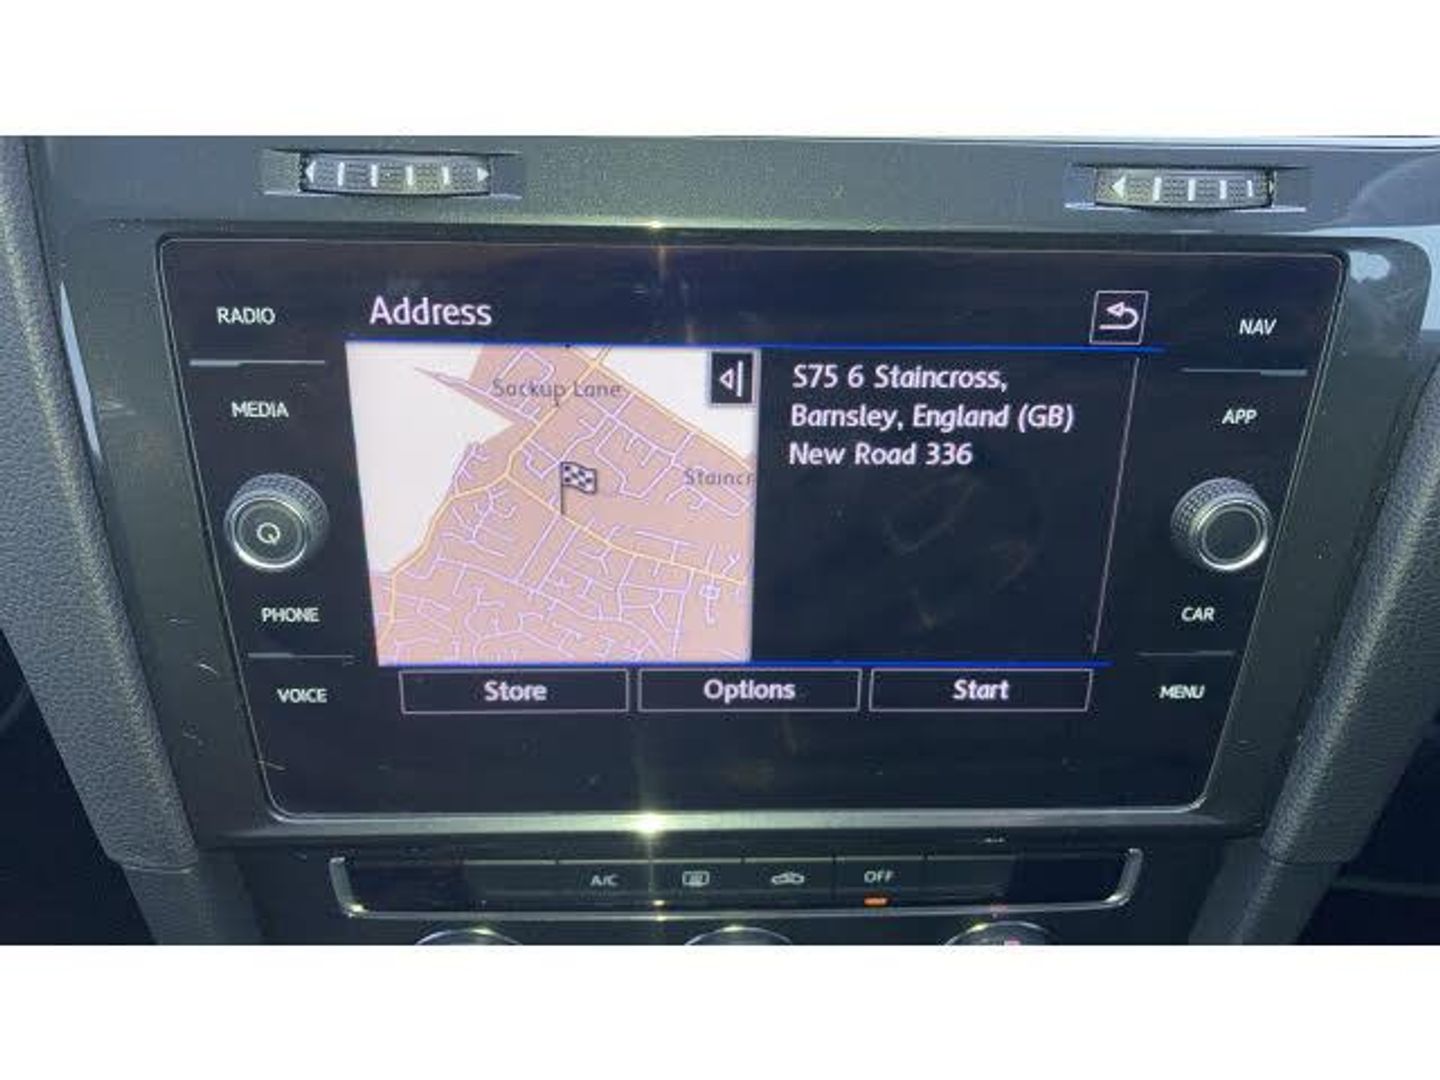 RADIO
Address
NAV
MEDIA
Sackup Lane
S75 6 Staincross,
Barnsley, England (GB)
New Road 336
APP
Staincr
PHONE
CAR
VOICE
Store
Options
Start
MENU
A/C
OFF